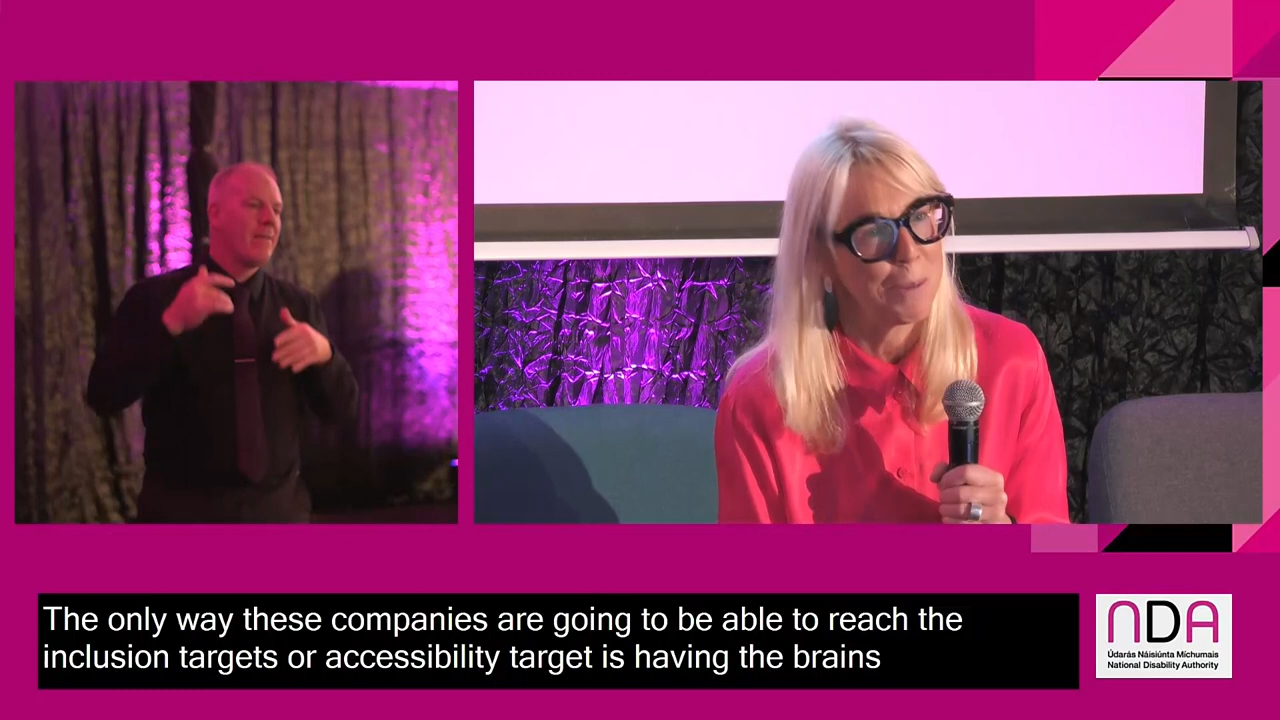 The only way these companies are going to be able to reach the
inclusion targets or accessibility target is having the brains
NDA
Údarás Náisiúnta Míchumais
National Disability Authority